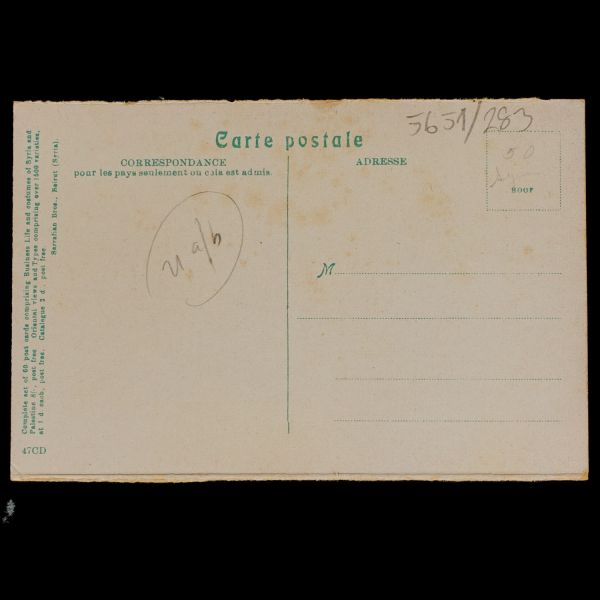 5651/283
Carte postale
CORRESPONDANCE
pour les pays seulement ou cela est admis.
ADRESSE
50
soor
M
Complete set of 60 post cards comprising Business Life and costumes of Syria and
Palestine 8/-, post free Oriental views and Types comprising over 1500 varieties,
at 1 d. each, post free. Catalogue 2 d., post free.
Sarrafian Bros., Beirut (Syria).
47CD